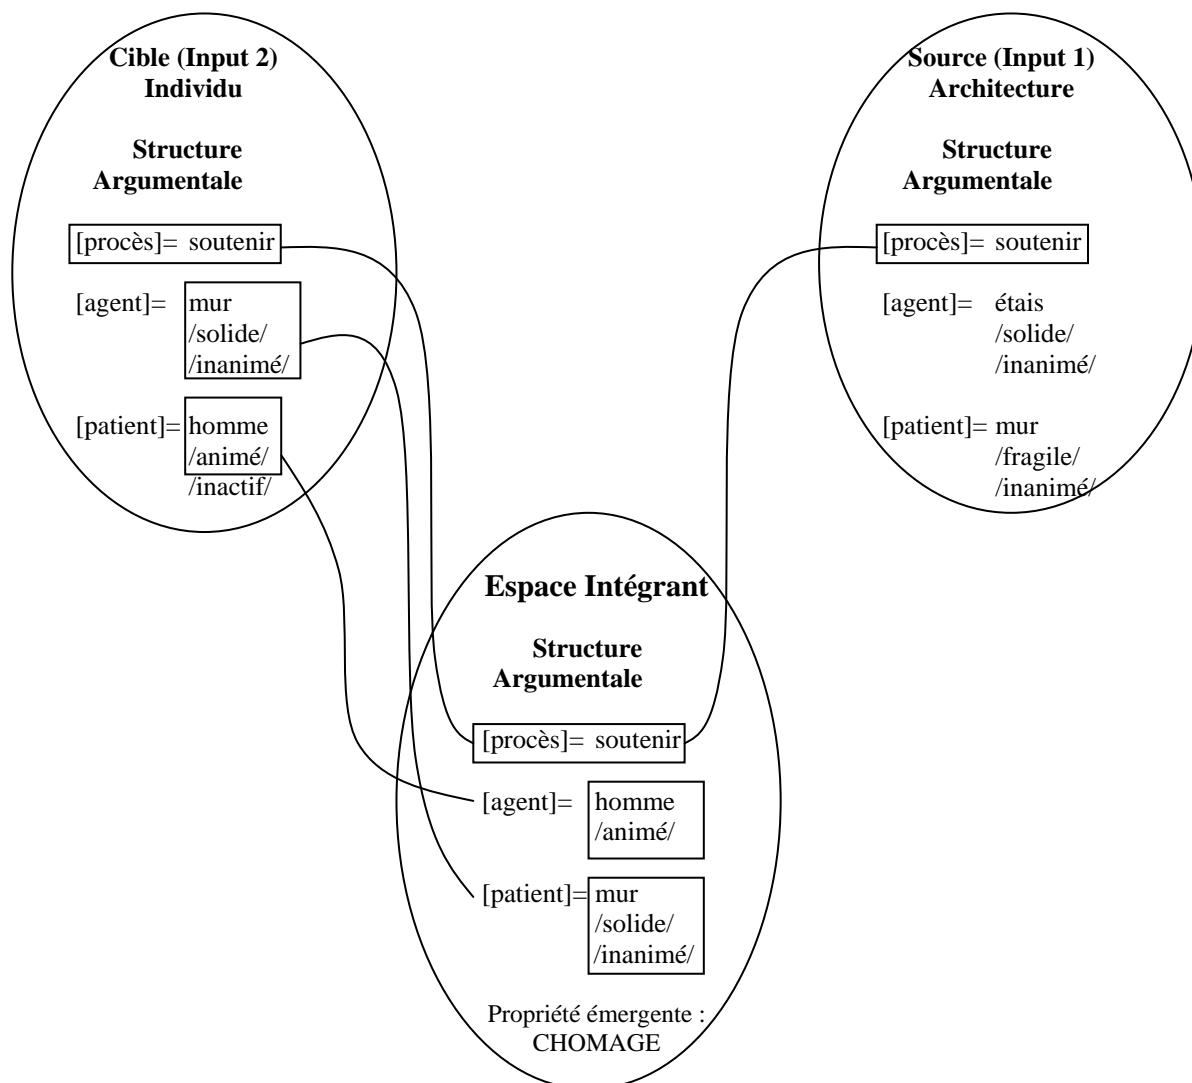 Cible (Input 2)
Individu
Structure
Argumentale
[procès]= soutenir
[agent]= mur
/solide/
/inanimé/
[patient]= homme
/animé/
/inactif/
Source (Input 1)
Architecture
Structure
Argumentale
[procès]= soutenir
[agent]= étais
/solide/
/inanimé/
[patient]= mur
/fragile/
/inanimé/
Espace Intégrant
Structure
Argumentale
[procès]= soutenir
[agent]= homme
/animé/
[patient]= mur
/solide/
/inanimé/
Propriété émergente :
CHOMAGE